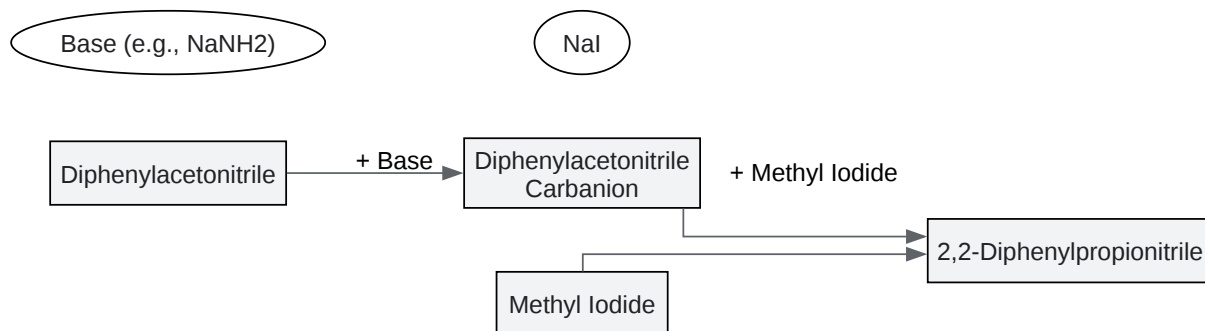 Base (e.g., NaNH2)
NaI
Diphenylacetonitrile
+ Base
Diphenylacetonitrile
Carbanion
+ Methyl Iodide
2,2-Diphenylpropionitrile
Methyl Iodide